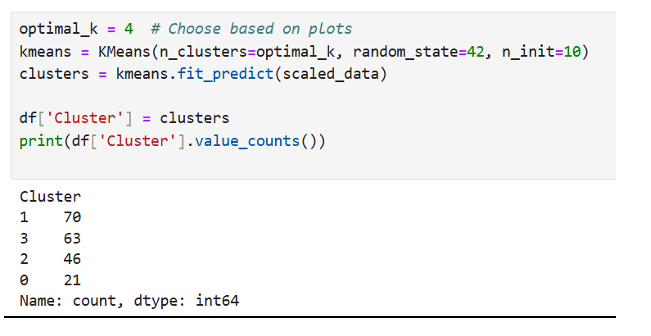 optimal_k = 4  # Choose based on plots
kmeans = KMeans(n_clusters=optimal_k, random_state=42, n_init=10)
clusters = kmeans.fit_predict(scaled_data)
df['Cluster'] = clusters
print(df['Cluster'].value_counts())
Cluster
1    70
3    63
2    46
0    21
Name: count, dtype: int64